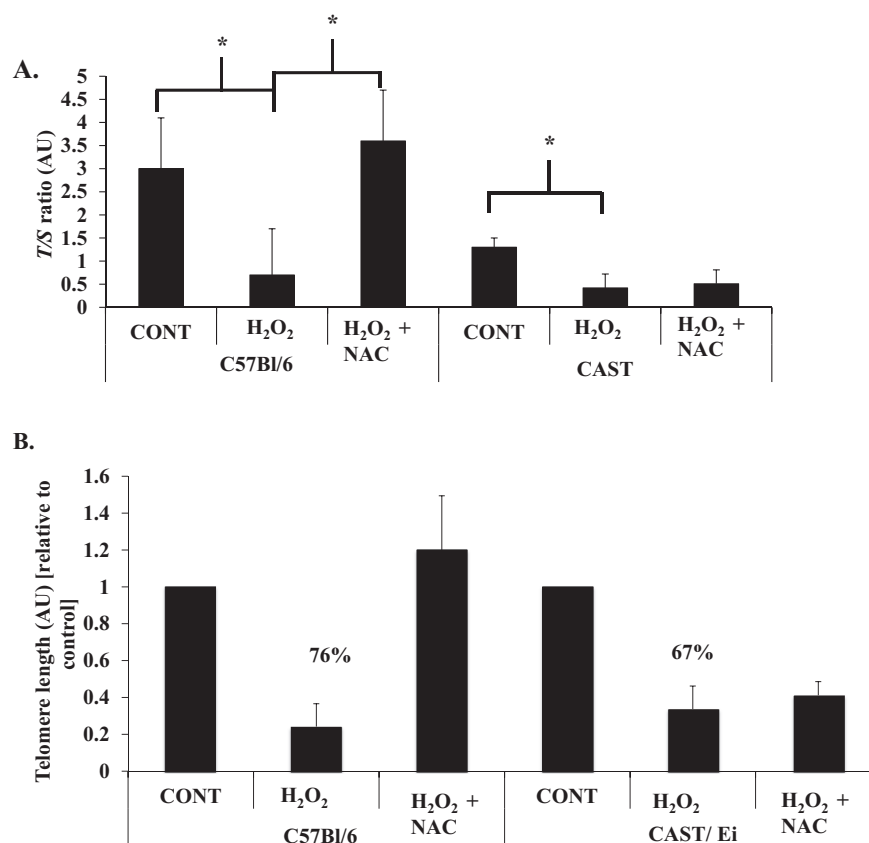 A.
*
*
*
T/S ratio (AU)
5
4.5
4
3.5
3
2.5
2
1.5
1
0.5
0
CONT
H₂O₂
H₂O₂ +
NAC
CONT
H₂O₂
H₂O₂ +
NAC
C57Bl/6
CAST
B.
Telomere length (AU) [relative to
control]
1.6
1.4
1.2
1
0.8
0.6
0.4
0.2
0
76%
67%
CONT
H₂O₂
H₂O₂ +
NAC
CONT
H₂O₂
H₂O₂ +
NAC
C57Bl/6
CAST/ Ei